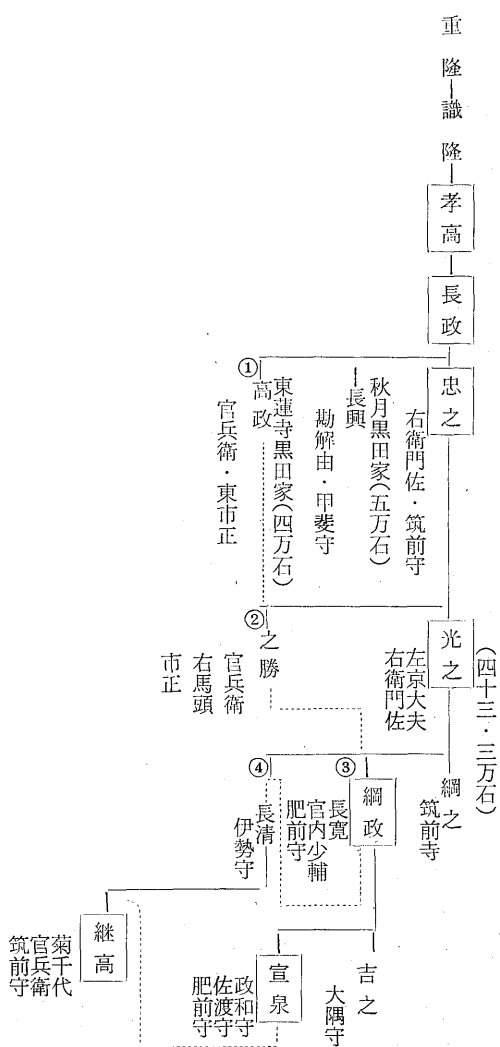 重隆
識隆
孝高
長政
忠之
右衛門佐・筑前守
秋月黒田家(五万石)
長興
勘解由・甲斐守
①
東蓮寺黒田家(四万石)
高政
官兵衛・東市正
(四十三・三万石)
光之
左京大夫
右衛門佐
②
之勝
官兵衛
右馬頭
市正
綱之
筑前寺
③
綱政
長寛
官内少輔
肥前守
④
長清
伊勢守
吉之
大隅守
宣泉
政和守
佐渡守
肥前守
継高
菊千代
官兵衛
筑前守